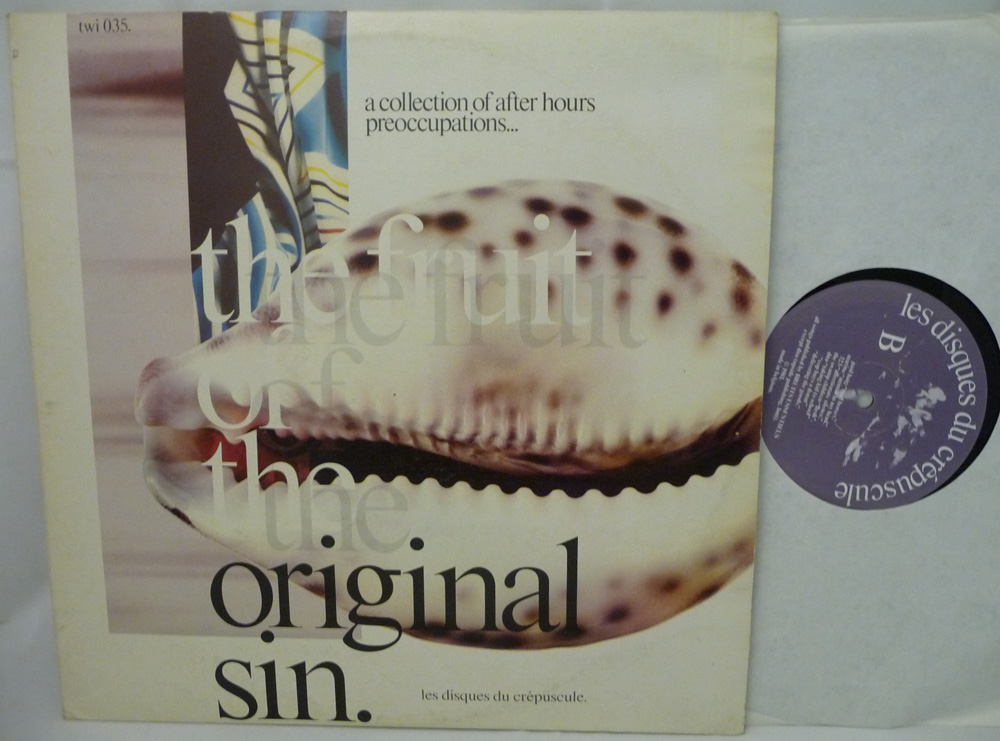 twi 035.
a collection of after hours
preoccupations...
the fruit
of
the
original
sin.
les disques du crépuscule.
les disques du crépuscule
B